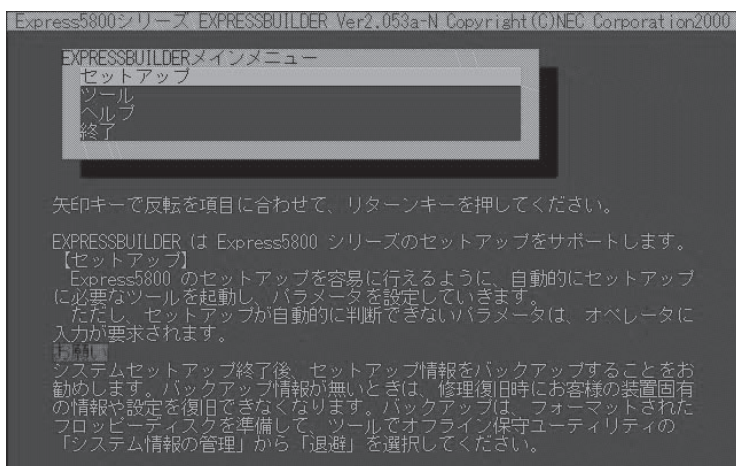 Express5800シリーズ EXPRESSBUILDER Ver2.053a-N Copyright(C)NEC Corporation2000
EXPRESSBUILDERメインメニュー
セットアップ
ツール
ヘルプ
終了
矢印キーで反転を項目に合わせて、リターンキーを押してください。
EXPRESSBUILDER は Express5800 シリーズのセットアップをサポートします。
【セットアップ】
Express5800 のセットアップを容易に行えるように、自動的にセットアップ
に必要なツールを起動し、パラメータを設定していきます。
ただし、セットアップが自動的に判断できないパラメータは、オペレータに
入力が要求されます。
お願い
システムセットアップ終了後、セットアップ情報をバックアップすることをお
勧めします。バックアップ情報が無いときは、修理復旧時にお客様の装置固有
の情報や設定を復旧できなくなります。バックアップは、フォーマットされた
フロッピーディスクを準備して、ツールでオフライン保守ユーティリティの
「システム情報の管理」から「退避」を選択してください。